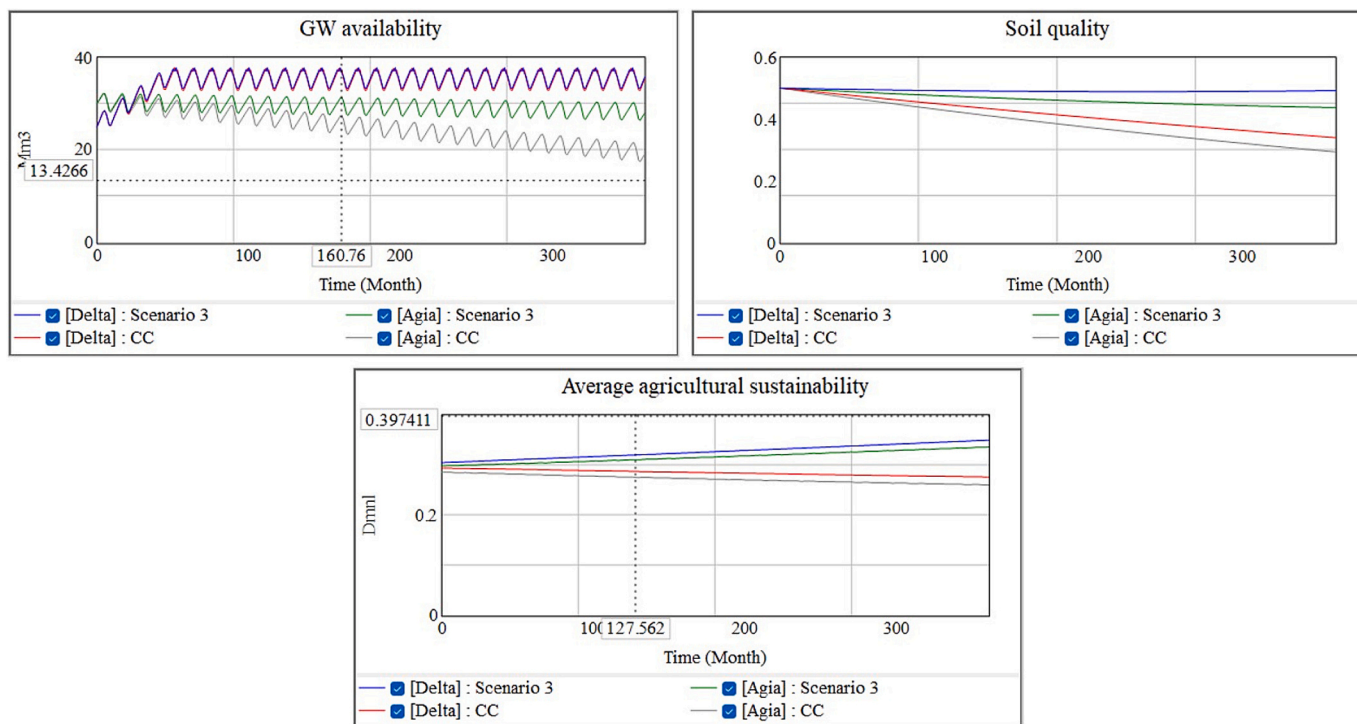 GW availability
40
20
0
Mm3
13.4266
0
100
160.76
200
300
Time (Month)
[Delta] : Scenario 3
[Agia] : Scenario 3
[Delta] : CC
[Agia] : CC
Soil quality
0.6
0.4
0.2
0
0
100
200
300
Time (Month)
[Delta] : Scenario 3
[Agia] : Scenario 3
[Delta] : CC
[Agia] : CC
Average agricultural sustainability
0.397411
0.2
0
Dmnl
0
127.562
200
300
Time (Month)
[Delta] : Scenario 3
[Agia] : Scenario 3
[Delta] : CC
[Agia] : CC